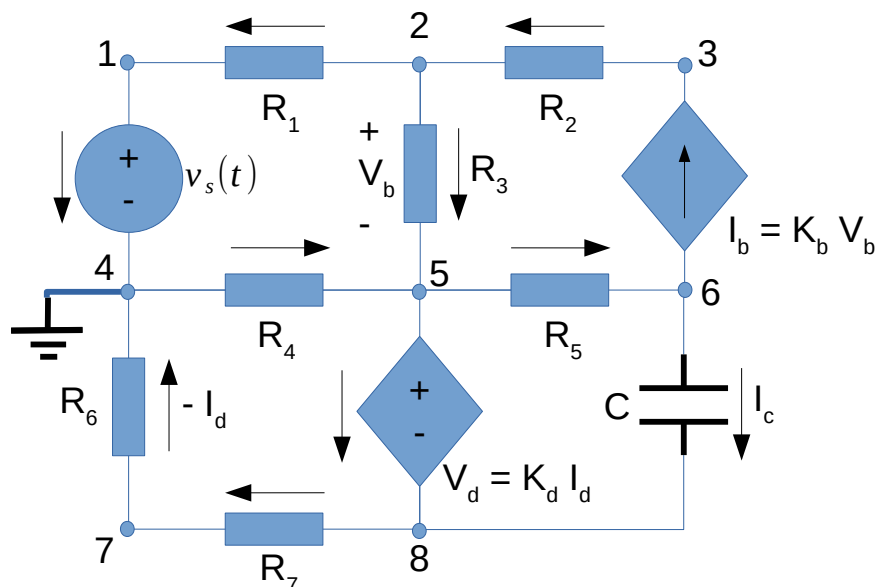 1
2
3
R1
R2
+
-
vs(t)
+
Vb
-
R3
Ib = Kb Vb
4
5
6
R4
R5
R6
- Id
+
-
Vd = Kd Id
C
Ic
7
R7
8